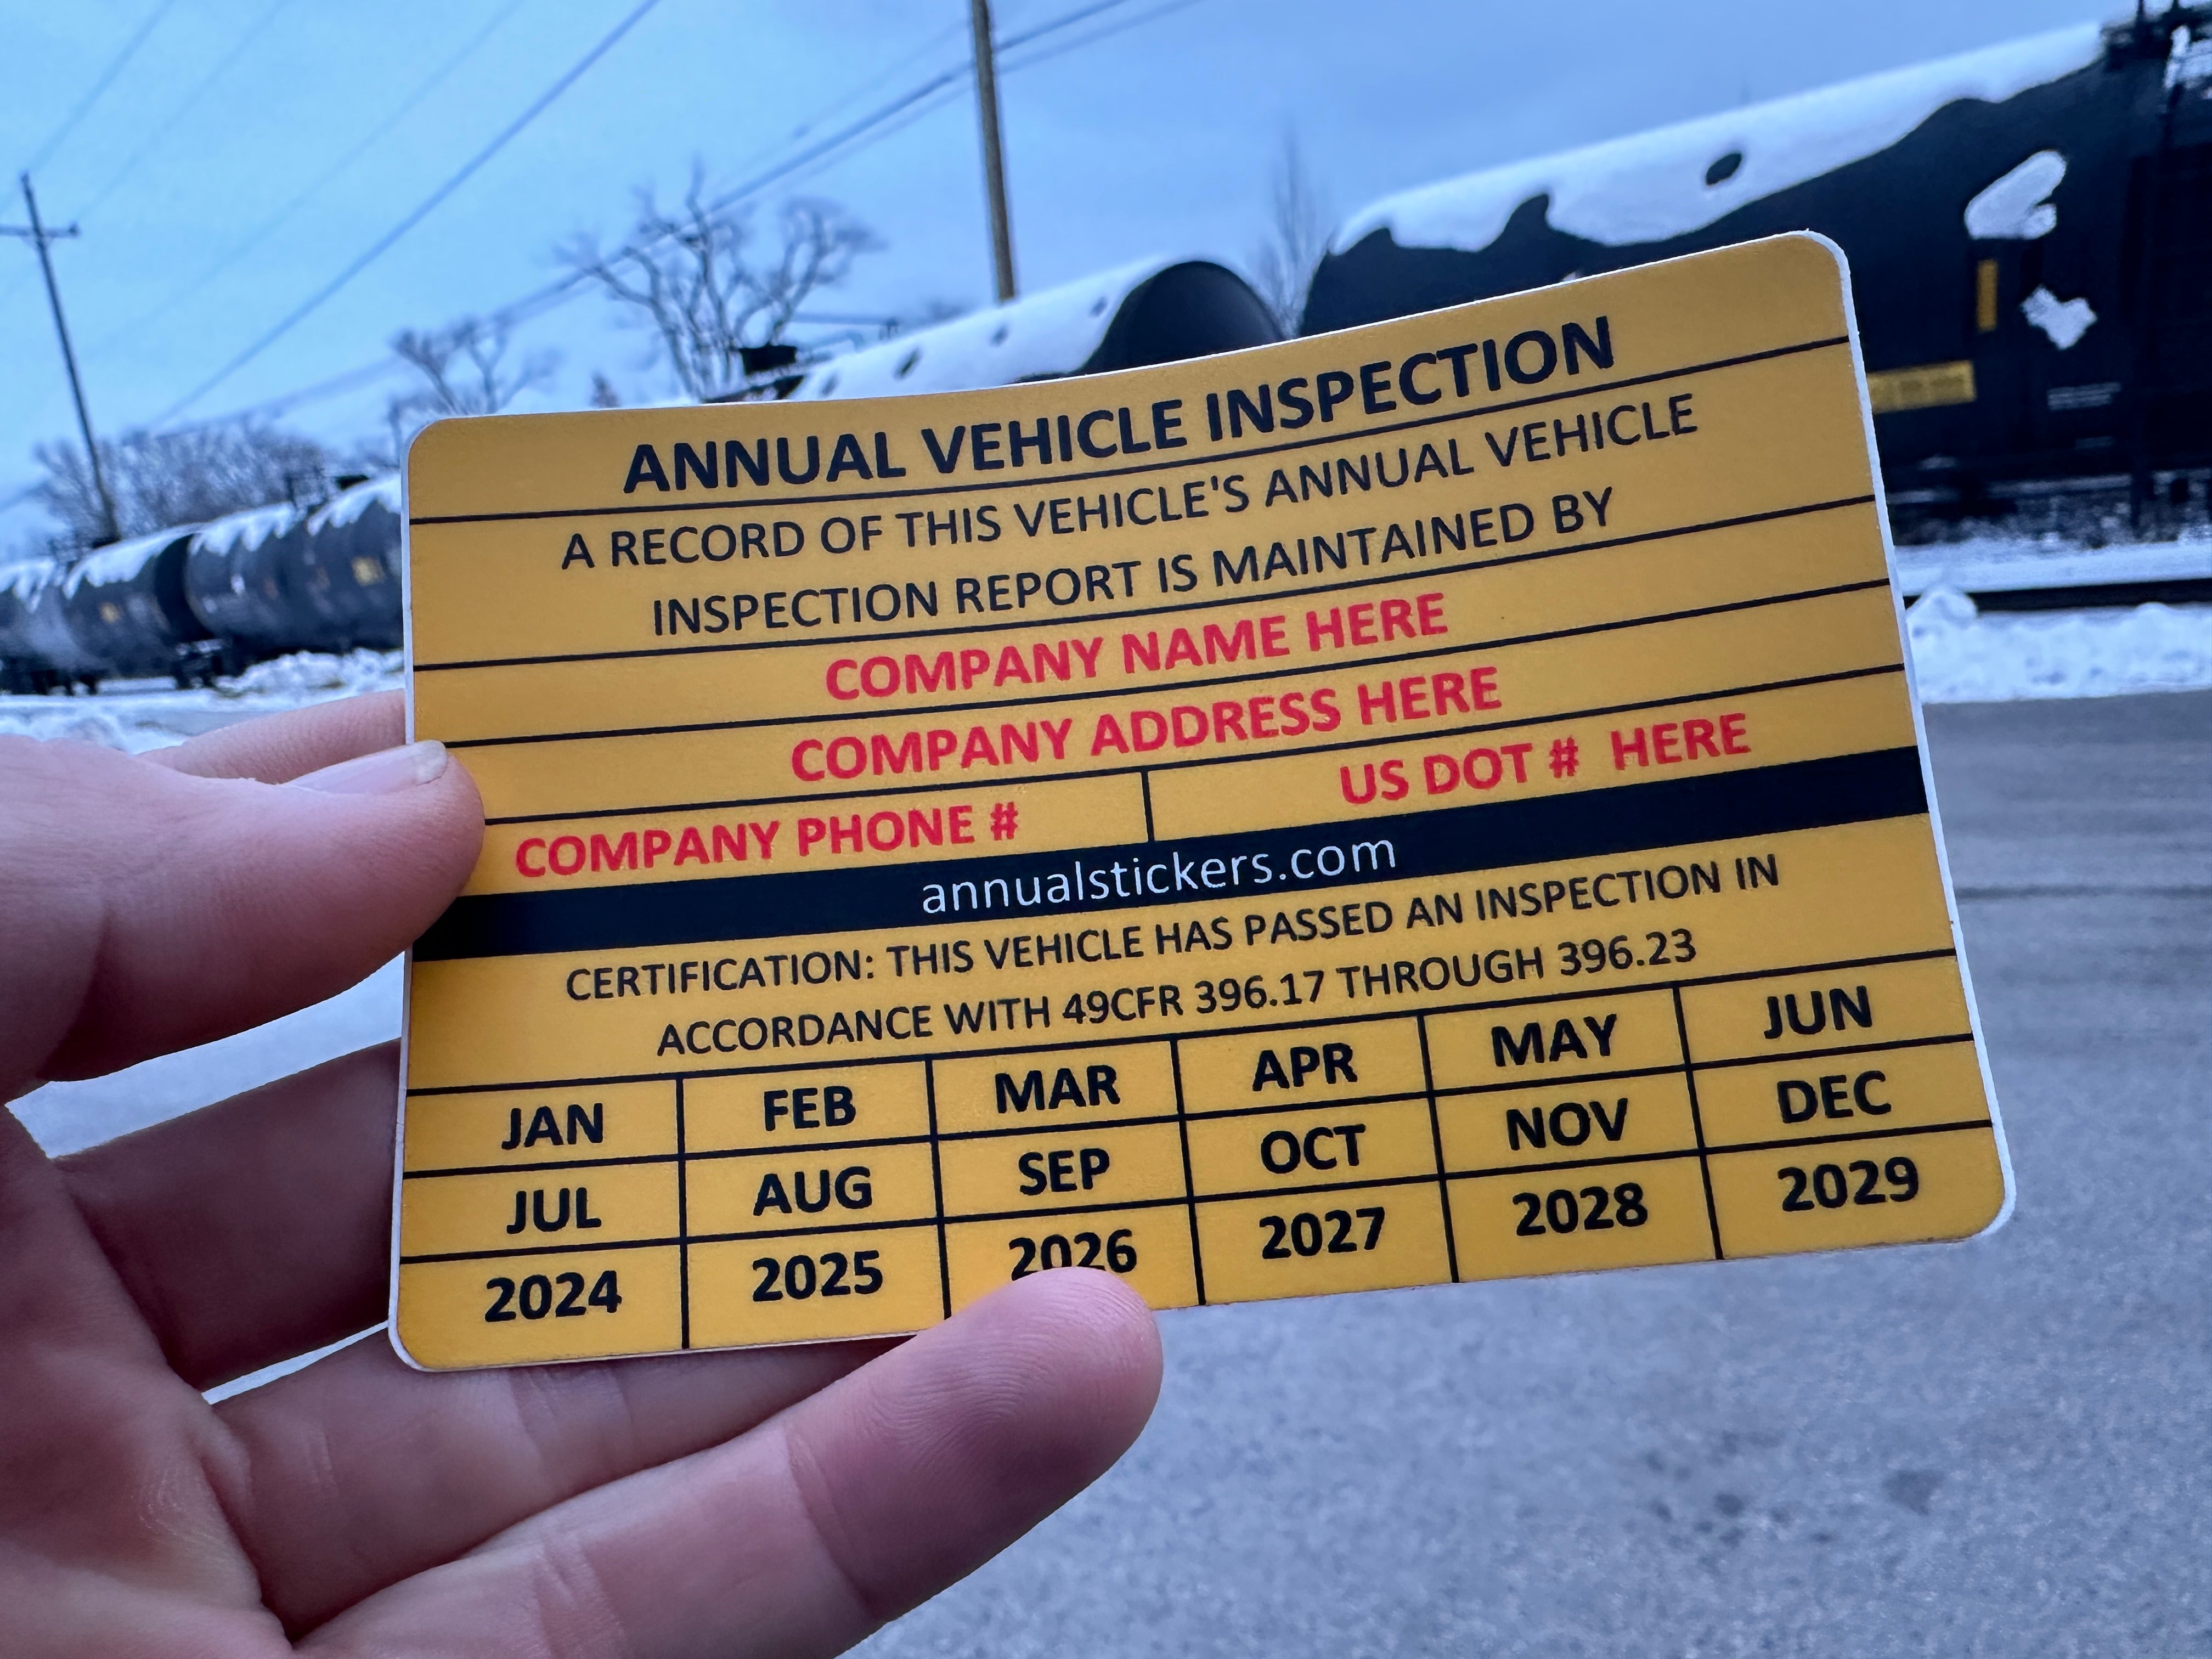 ANNUAL VEHICLE INSPECTION
A RECORD OF THIS VEHICLE'S ANNUAL VEHICLE
INSPECTION REPORT IS MAINTAINED BY
COMPANY NAME HERE
COMPANY ADDRESS HERE
COMPANY PHONE # US DOT # HERE
annualstickers.com
CERTIFICATION: THIS VEHICLE HAS PASSED AN INSPECTION IN
ACCORDANCE WITH 49CFR 396.17 THROUGH 396.23
JAN FEB MAR APR MAY JUN
JUL AUG SEP OCT NOV DEC
2024 2025 2026 2027 2028 2029